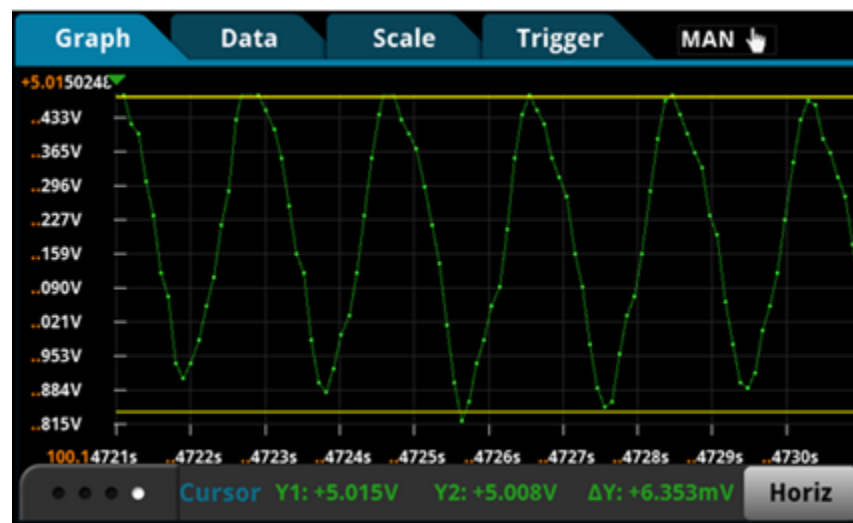 Graph Data Scale Trigger MAN
+5.0150248
..433V
..365V
..296V
..227V
..159V
..090V
..021V
..953V
..884V
..815V
100.14721s ..4722s ..4723s ..4724s ..4725s ..4726s ..4727s ..4728s ..4729s ..4730s
Cursor Y1: +5.015V Y2: +5.008V ΔY: +6.353mV Horiz